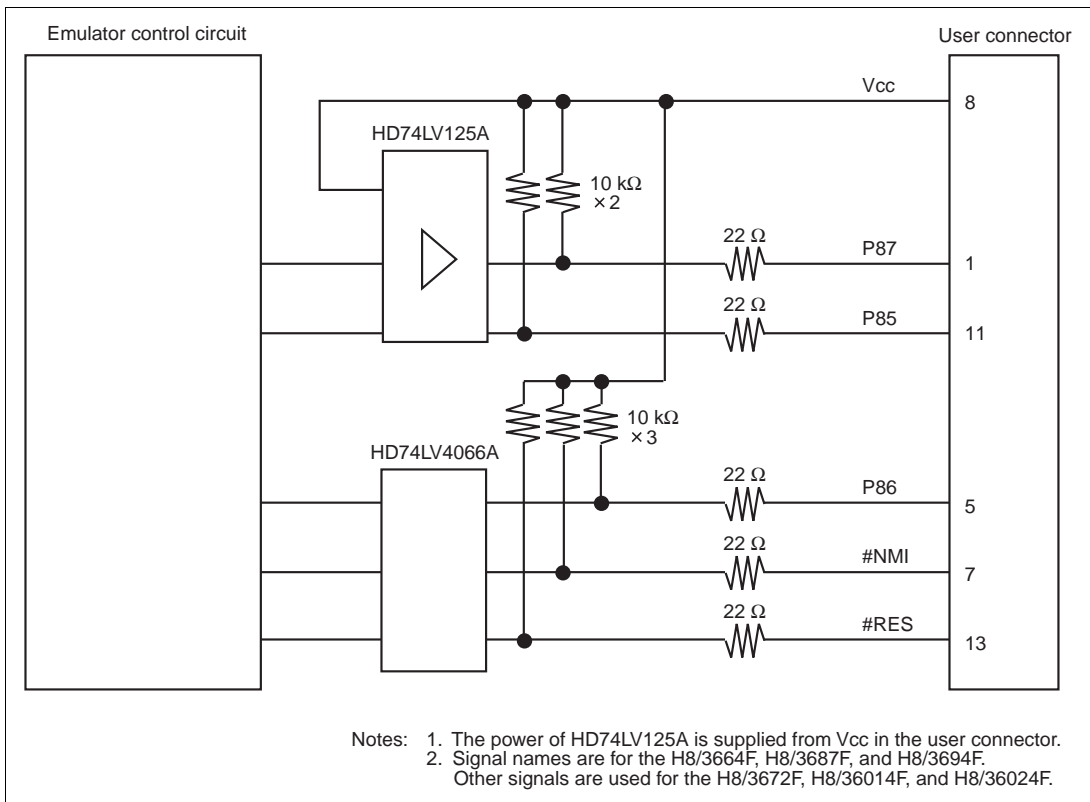 Emulator control circuit
User connector
Vcc
8
HD74LV125A
10 kΩ
×2
22 Ω
P87
1
22 Ω
P85
11
10 kΩ
×3
HD74LV4066A
22 Ω
P86
5
22 Ω
#NMI
7
22 Ω
#RES
13
Notes: 1. The power of HD74LV125A is supplied from Vcc in the user connector.
2. Signal names are for the H8/3664F, H8/3687F, and H8/3694F.
Other signals are used for the H8/3672F, H8/36014F, and H8/36024F.